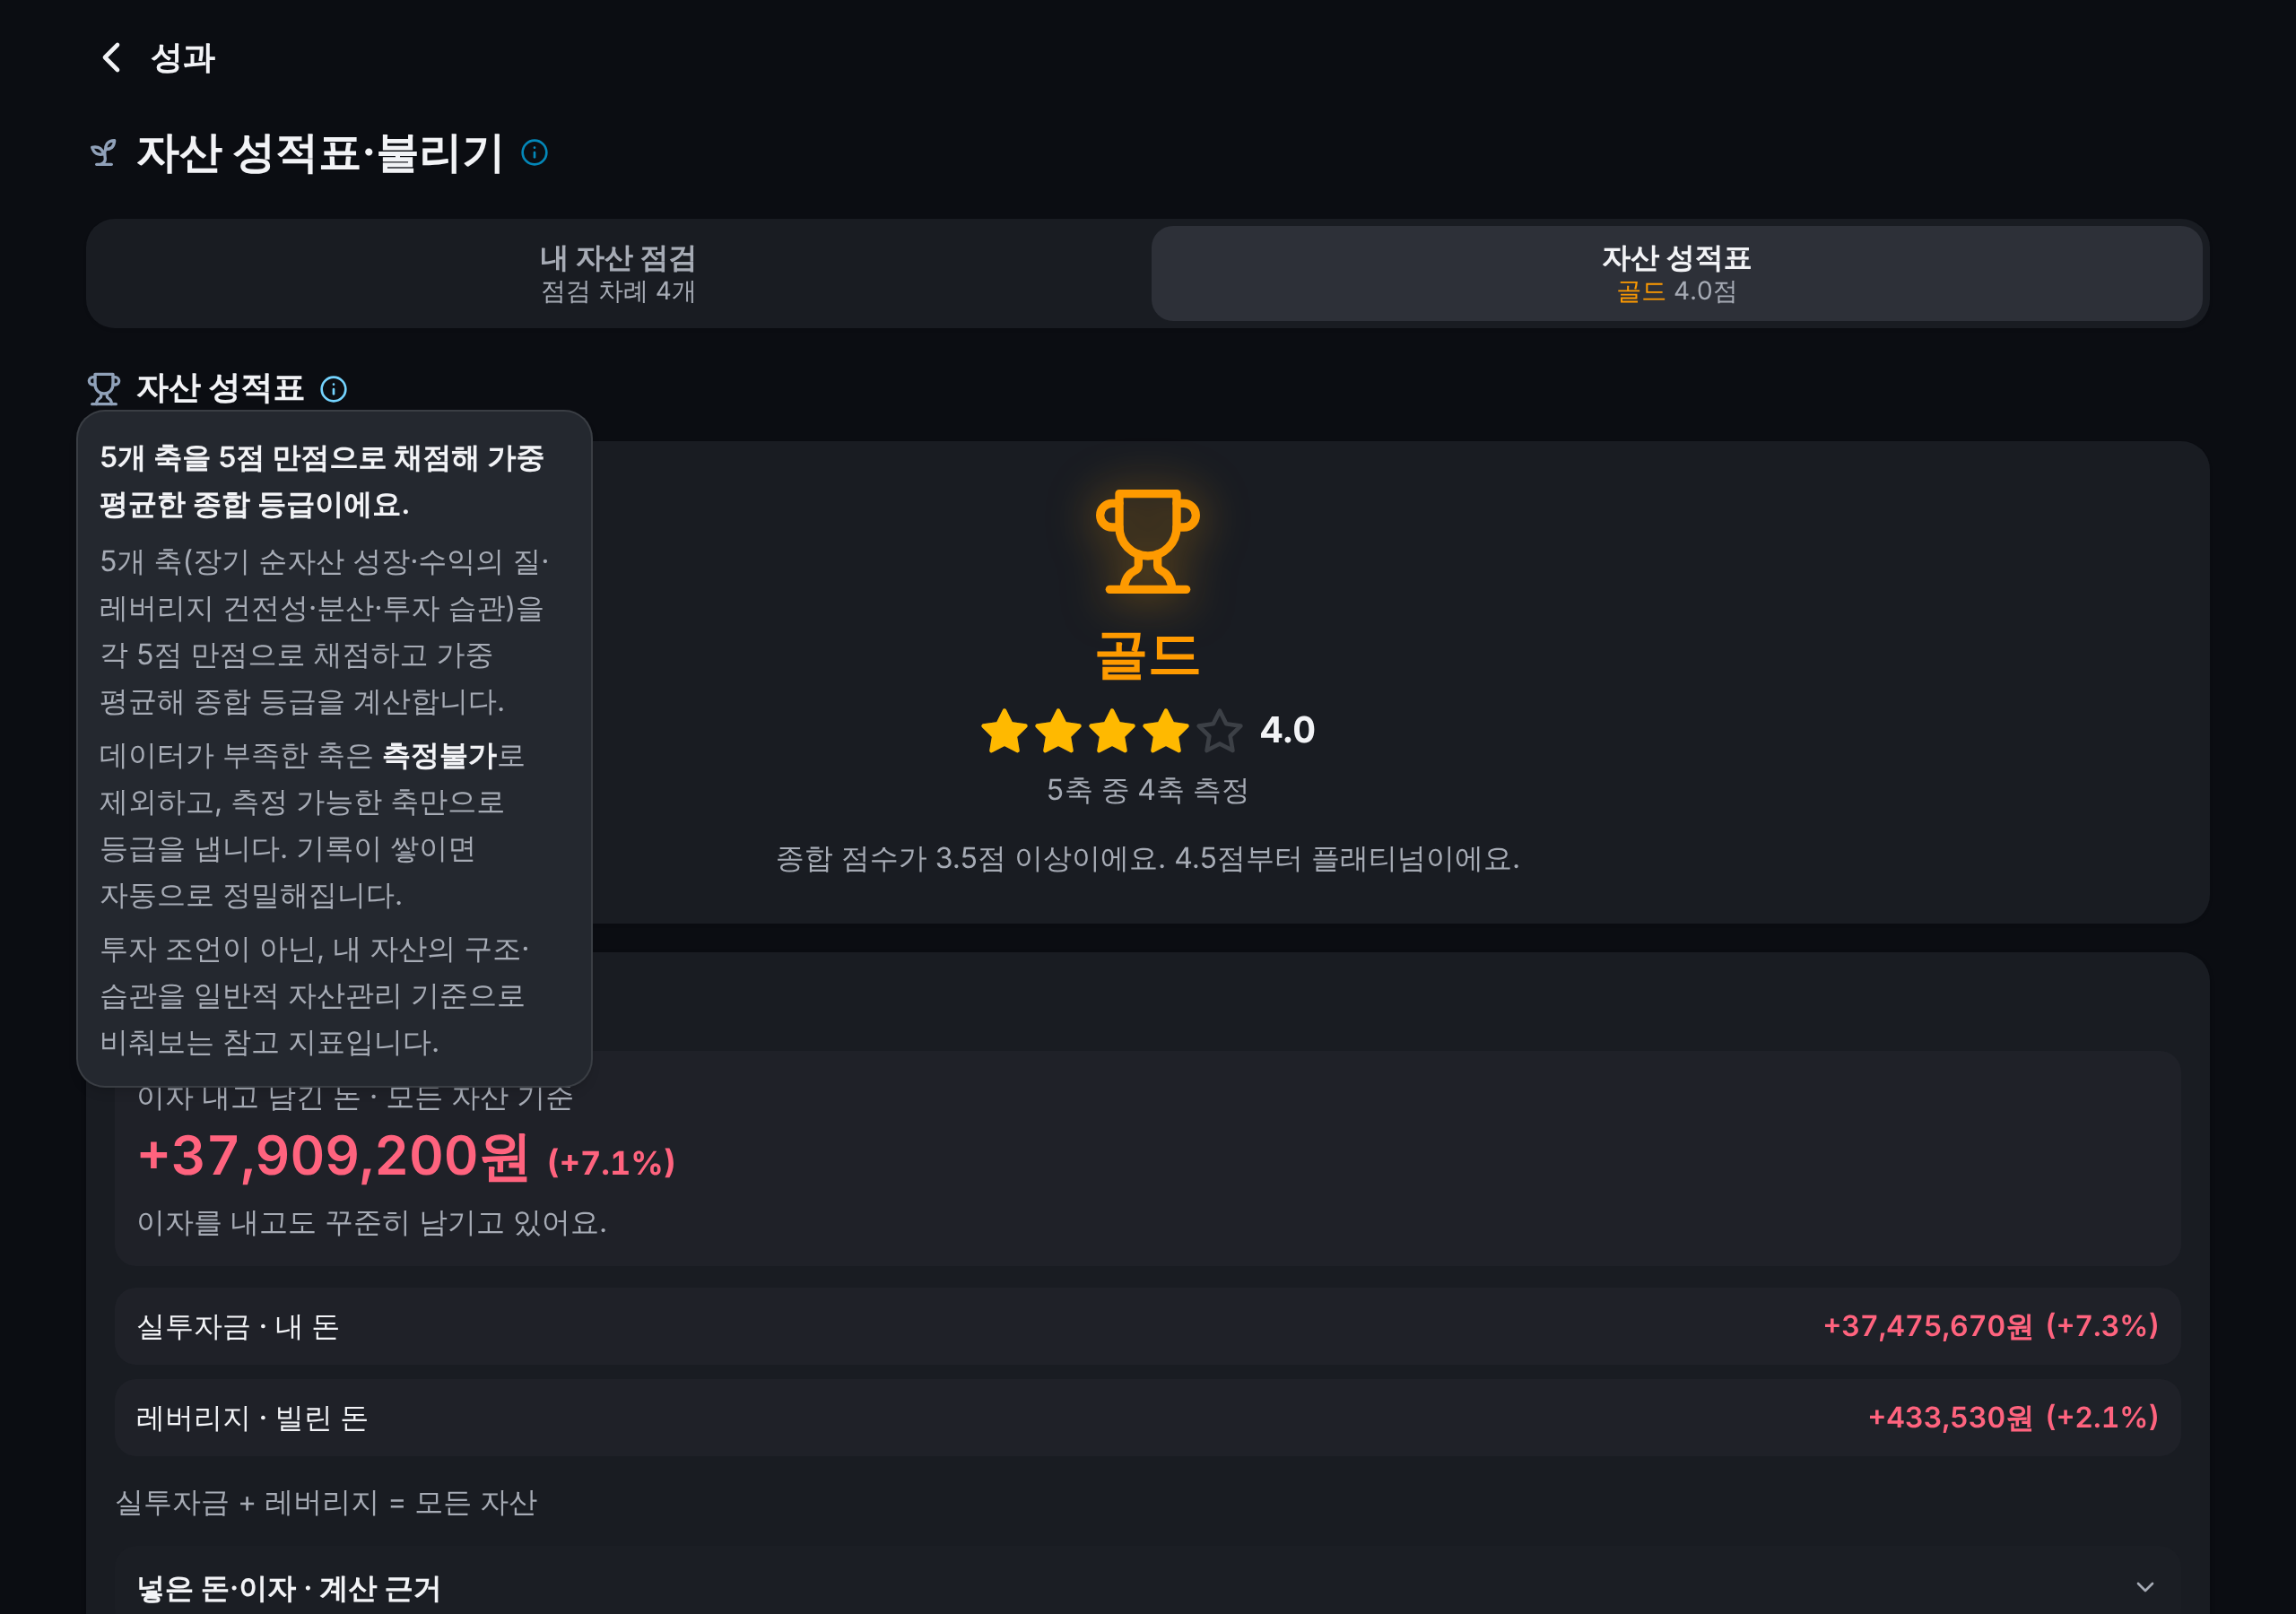 성과
자산 성적표·불리기
내 자산 점검
점검 차례 4개
자산 성적표
골드 4.0점
자산 성적표
5개 축을 5점 만점으로 채점해 가중
평균한 종합 등급이에요.
5개 축(장기 순자산 성장·수익의 질·
레버리지 건전성·분산·투자 습관)을
각 5점 만점으로 채점하고 가중
평균해 종합 등급을 계산합니다.
데이터가 부족한 축은 측정불가로
제외하고, 측정 가능한 축만으로
등급을 냅니다. 기록이 쌓이면
자동으로 정밀해집니다.
투자 조언이 아닌, 내 자산의 구조·
습관을 일반적 자산관리 기준으로
비춰보는 참고 지표입니다.
골드
4.0
5축 중 4축 측정
종합 점수가 3.5점 이상이에요. 4.5점부터 플래티넘이에요.
이자 내고 남긴 돈 · 모든 자산 기준
+37,909,200원 (+7.1%)
이자를 내고도 꾸준히 남기고 있어요.
실투자금 · 내 돈
+37,475,670원 (+7.3%)
레버리지 · 빌린 돈
+433,530원 (+2.1%)
실투자금 + 레버리지 = 모든 자산
넣은 돈·이자 · 계산 근거